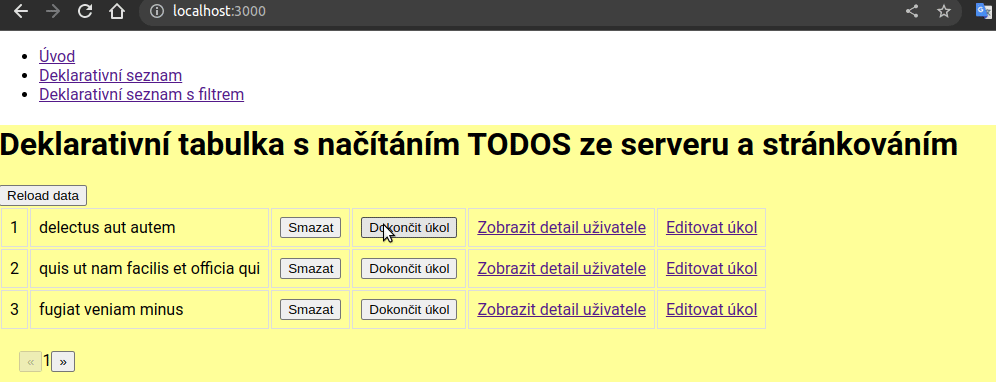 localhost:3000
Úvod
Deklarativní seznam
Deklarativní seznam s filtrem
Deklarativní tabulka s načítáním TODOS ze serveru a stránkováním
Reload data
1 delectus aut autem Smazat Dokončit úkol Zobrazit detail uživatele Editovat úkol
2 quis ut nam facilis et officia qui Smazat Dokončit úkol Zobrazit detail uživatele Editovat úkol
3 fugiat veniam minus Smazat Dokončit úkol Zobrazit detail uživatele Editovat úkol
« 1 »